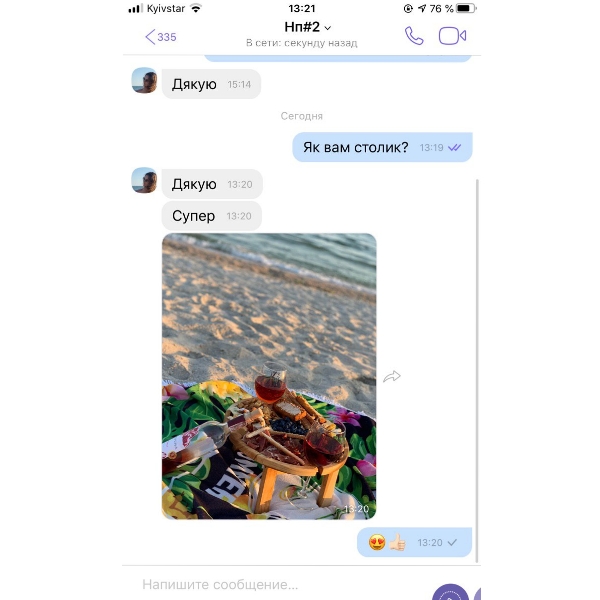 Kyivstar 13:21 76 %
335 Нп#2
В сети: секунду назад
Дякую 15:14
Сегодня
Як вам столик? 13:19
Дякую 13:20
Супер 13:20
13:20
13:20
Напишите сообщение...